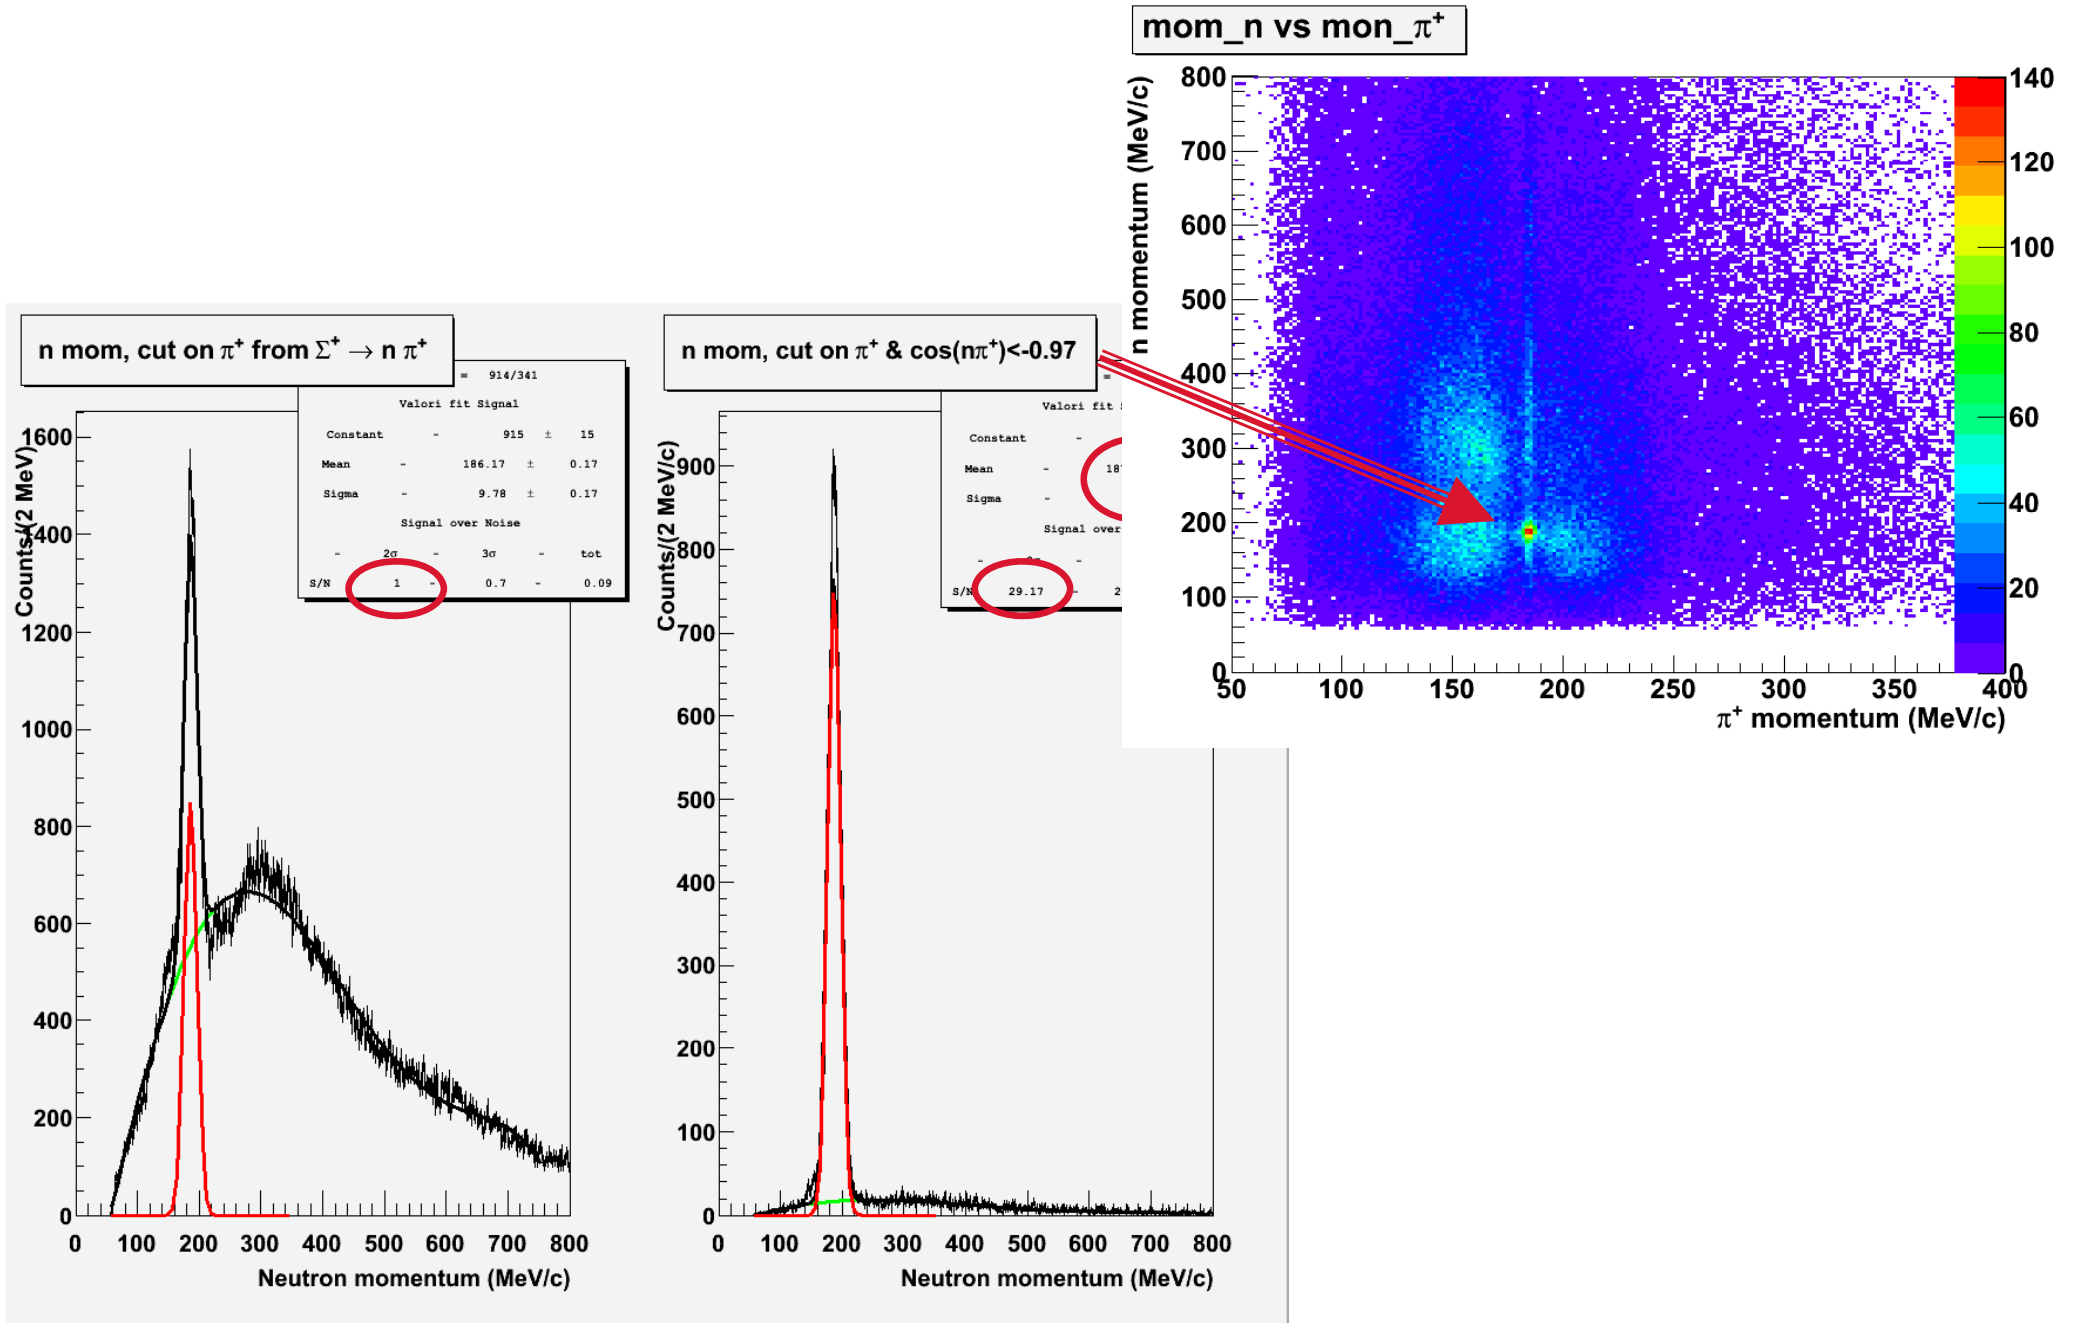 mom_n vs mon_π⁺
n momentum (MeV/c)
800
700
600
500
400
300
200
100
0
50 100 150 200 250 300 350 400
π⁺ momentum (MeV/c)
140
120
100
80
60
40
20
0
n mom, cut on π⁺ from Σ⁺ → n π⁺
= 914/341
Valori fit Signal
Constant - 915 ± 15
Mean - 186.17 ± 0.17
Sigma - 9.78 ± 0.17
Signal over Noise
- 2σ - 3σ - tot
S/N 1 - 0.7 - 0.09
Counts/(2 MeV)
1600
1400
1200
1000
800
600
400
200
0
0 100 200 300 400 500 600 700 800
Neutron momentum (MeV/c)
n mom, cut on π⁺ & cos(nπ⁺)<-0.97
=
Valori fit
Constant -
Mean -
Sigma -
Signal over
- -
S/N 29.17 -
Counts/(2 MeV/c)
900
800
700
600
500
400
300
200
100
0
0 100 200 300 400 500 600 700 800
Neutron momentum (MeV/c)